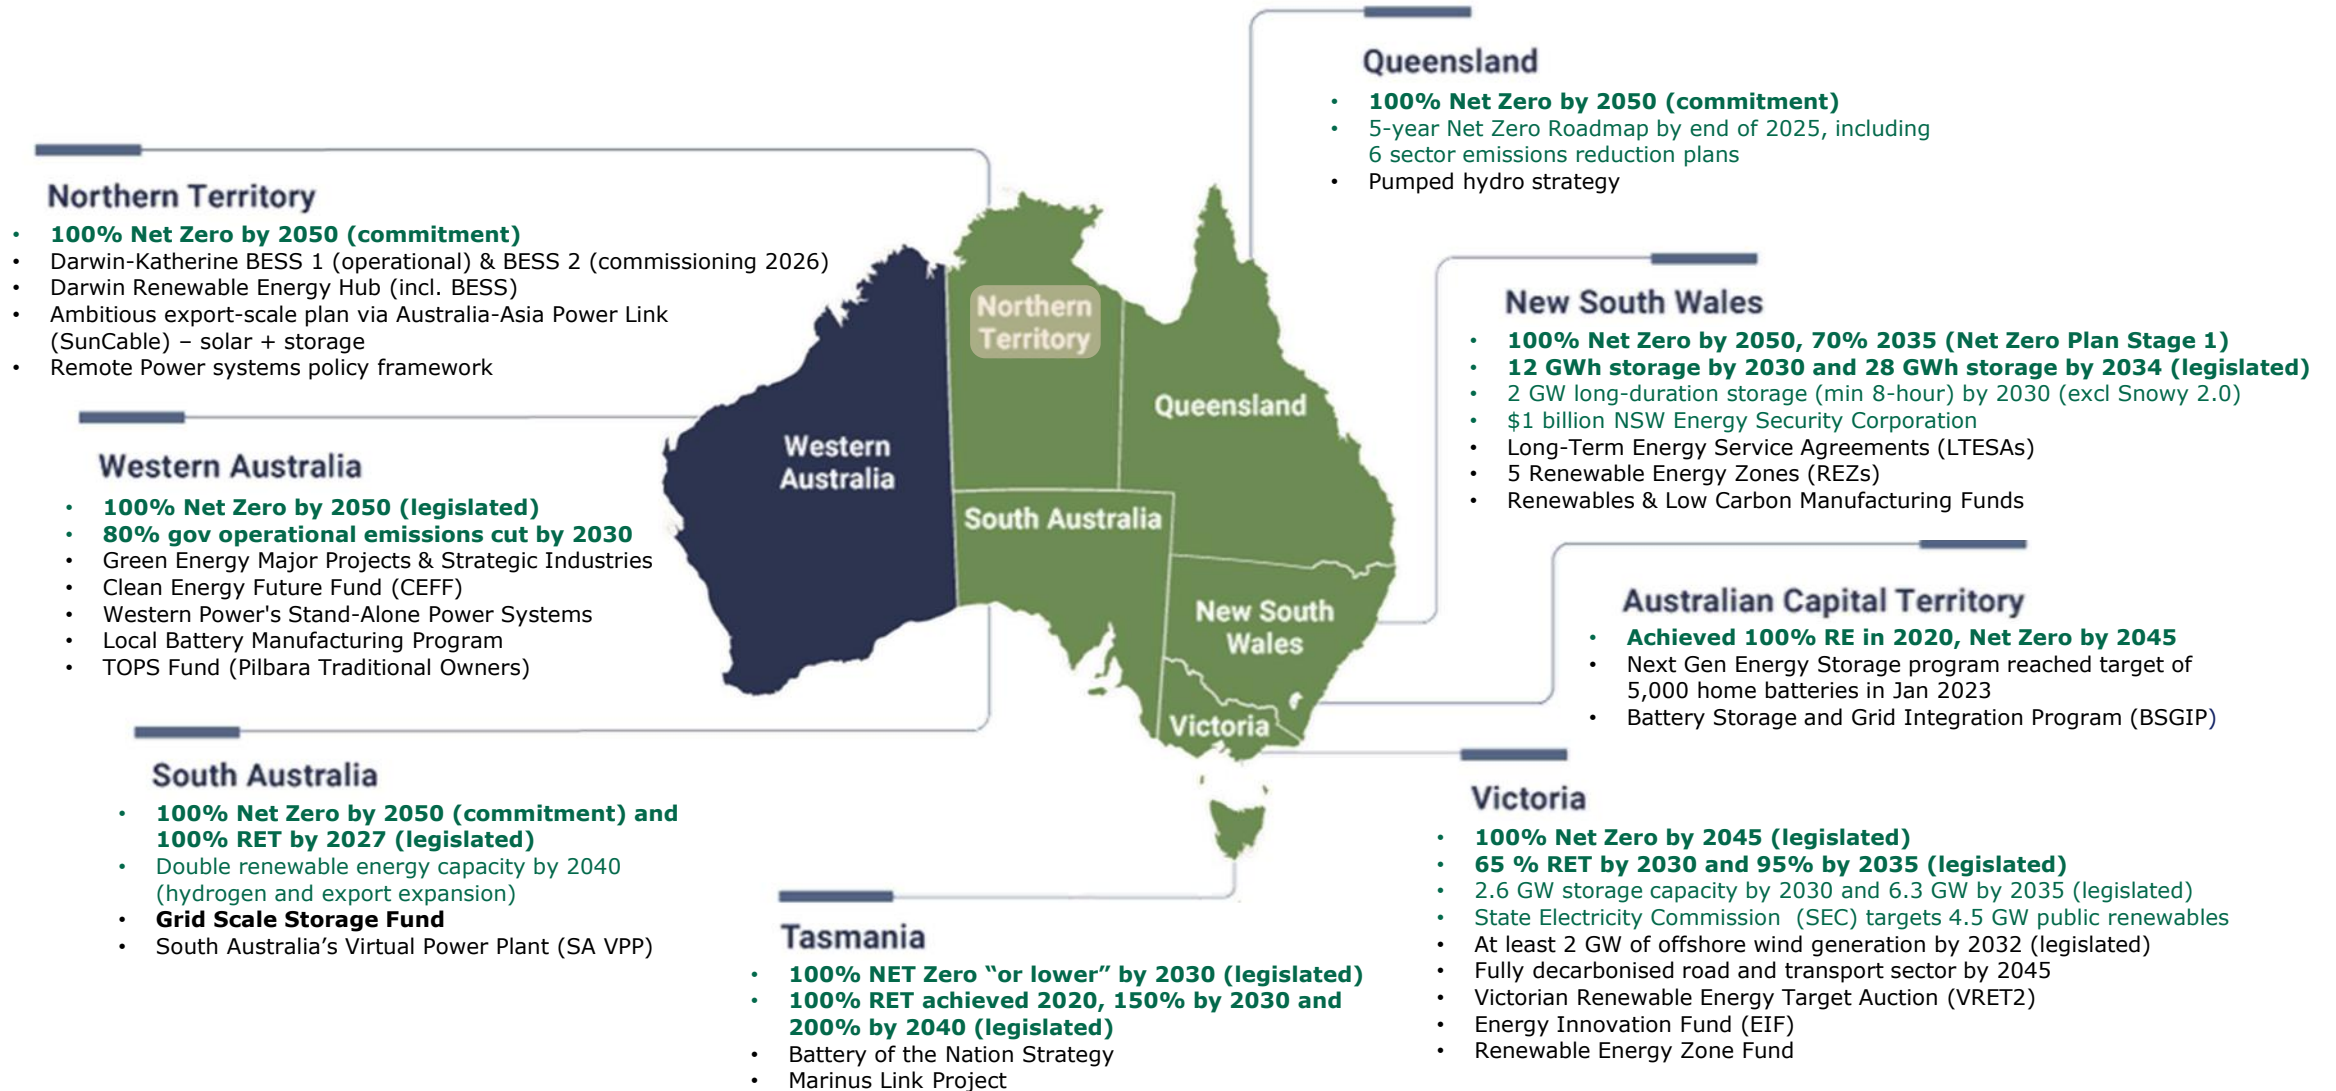 Queensland
• 100% Net Zero by 2050 (commitment)
• 5-year Net Zero Roadmap by end of 2025, including
6 sector emissions reduction plans
• Pumped hydro strategy
Northern Territory
• 100% Net Zero by 2050 (commitment)
• Darwin-Katherine BESS 1 (operational) & BESS 2 (commissioning 2026)
• Darwin Renewable Energy Hub (incl. BESS)
• Ambitious export-scale plan via Australia-Asia Power Link
(SunCable) – solar + storage
• Remote Power systems policy framework
New South Wales
• 100% Net Zero by 2050, 70% 2035 (Net Zero Plan Stage 1)
• 12 GWh storage by 2030 and 28 GWh storage by 2034 (legislated)
• 2 GW long-duration storage (min 8-hour) by 2030 (excl Snowy 2.0)
• $1 billion NSW Energy Security Corporation
• Long-Term Energy Service Agreements (LTESAs)
• 5 Renewable Energy Zones (REZs)
• Renewables & Low Carbon Manufacturing Funds
Western Australia
• 100% Net Zero by 2050 (legislated)
• 80% gov operational emissions cut by 2030
• Green Energy Major Projects & Strategic Industries
• Clean Energy Future Fund (CEFF)
• Western Power's Stand-Alone Power Systems
• Local Battery Manufacturing Program
• TOPS Fund (Pilbara Traditional Owners)
Northern
Territory
Queensland
Western
Australia
South Australia
New South
Wales
Victoria
Australian Capital Territory
• Achieved 100% RE in 2020, Net Zero by 2045
• Next Gen Energy Storage program reached target of
5,000 home batteries in Jan 2023
• Battery Storage and Grid Integration Program (BSGIP)
South Australia
• 100% Net Zero by 2050 (commitment) and
100% RET by 2027 (legislated)
• Double renewable energy capacity by 2040
(hydrogen and export expansion)
• Grid Scale Storage Fund
• South Australia’s Virtual Power Plant (SA VPP)
Victoria
• 100% Net Zero by 2045 (legislated)
• 65 % RET by 2030 and 95% by 2035 (legislated)
• 2.6 GW storage capacity by 2030 and 6.3 GW by 2035 (legislated)
• State Electricity Commission (SEC) targets 4.5 GW public renewables
• At least 2 GW of offshore wind generation by 2032 (legislated)
• Fully decarbonised road and transport sector by 2045
• Victorian Renewable Energy Target Auction (VRET2)
• Energy Innovation Fund (EIF)
• Renewable Energy Zone Fund
Tasmania
• 100% NET Zero “or lower” by 2030 (legislated)
• 100% RET achieved 2020, 150% by 2030 and
200% by 2040 (legislated)
• Battery of the Nation Strategy
• Marinus Link Project